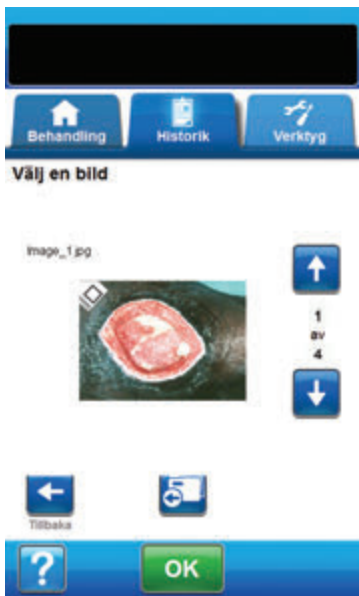 Behandling Historik Verktyg
Välj en bild
Image_1.jpg
1
av
4
Tillbaka
? OK